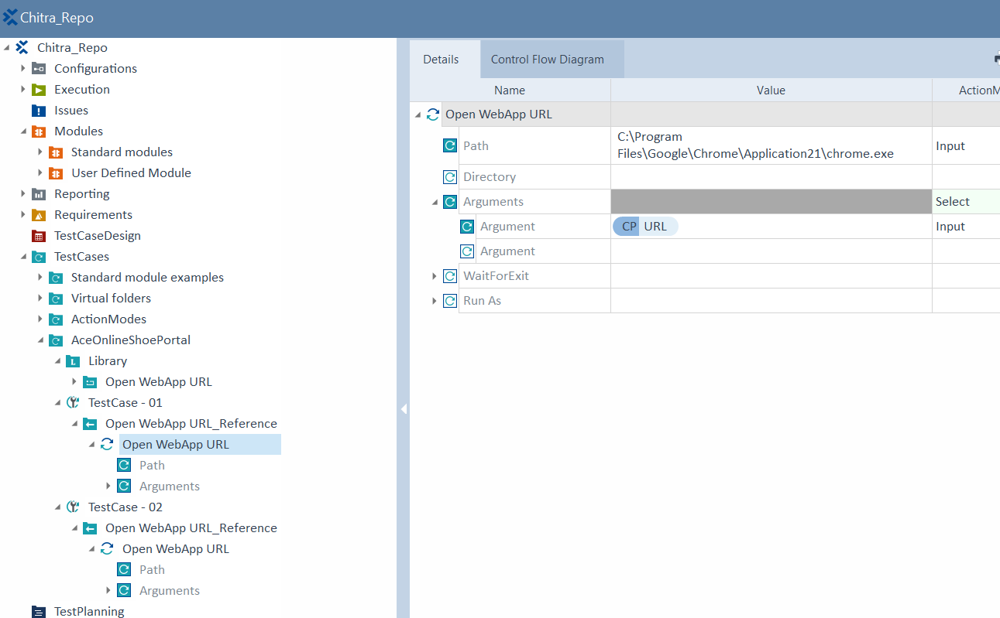 Chitra_Repo
Chitra_Repo
Configurations
Execution
Issues
Modules
Standard modules
User Defined Module
Reporting
Requirements
TestCaseDesign
TestCases
Standard module examples
Virtual folders
ActionModes
AceOnlineShoePortal
L Library
Open WebApp URL
TestCase - 01
Open WebApp URL_Reference
Open WebApp URL
Path
Arguments
TestCase - 02
Open WebApp URL_Reference
Open WebApp URL
Path
Arguments
TestPlanning
Details Control Flow Diagram
Name Value ActionM
Open WebApp URL
Path C:\Program
Files\Google\Chrome\Application21\chrome.exe Input
Directory
Arguments Select
Argument CP URL Input
Argument
WaitForExit
Run As